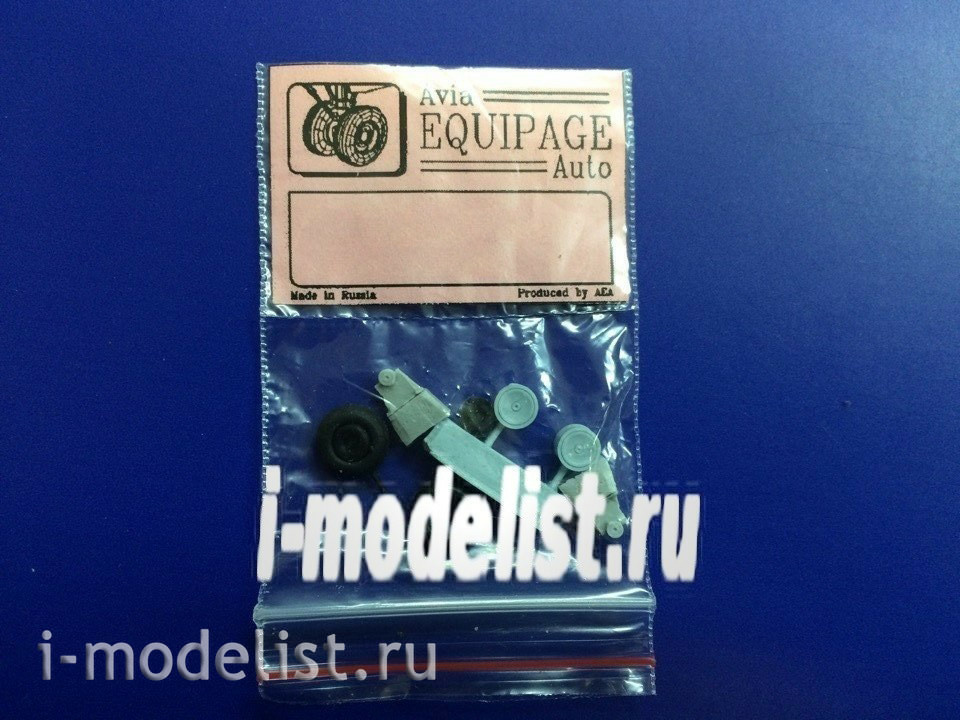 Avia
EQUIPAGE
Auto
Made in Russia
Produced by AEA
i-modelist.ru
i-modelist.ru